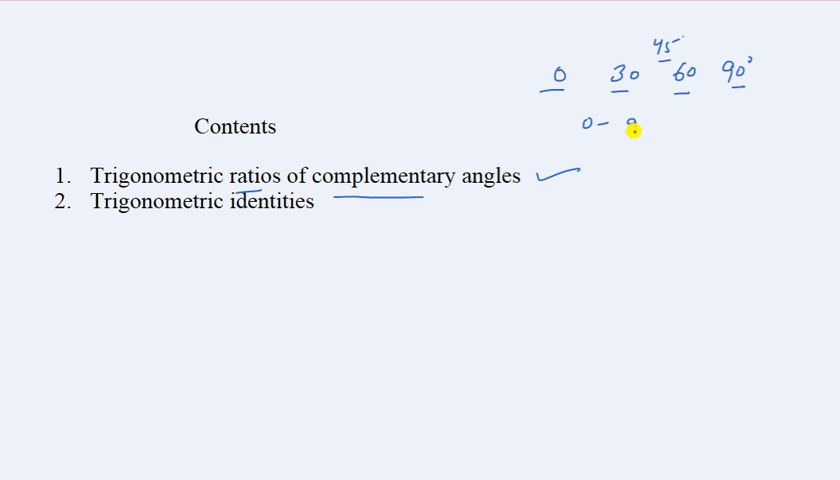 45°
0 30 60 90°
0 -
Contents
1. Trigonometric ratios of complementary angles
2. Trigonometric identities